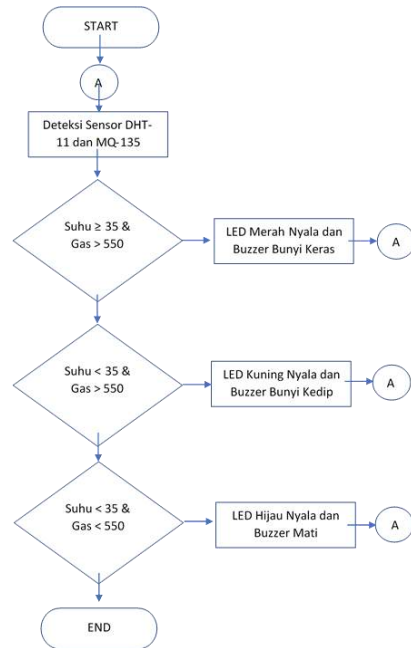 START
A
Deteksi Sensor DHT-
11 dan MQ-135
Suhu ≥ 35 &
Gas > 550
LED Merah Nyala dan
Buzzer Bunyi Keras
A
Suhu < 35 &
Gas > 550
LED Kuning Nyala dan
Buzzer Bunyi Kedip
A
Suhu < 35 &
Gas < 550
LED Hijau Nyala dan
Buzzer Mati
A
END